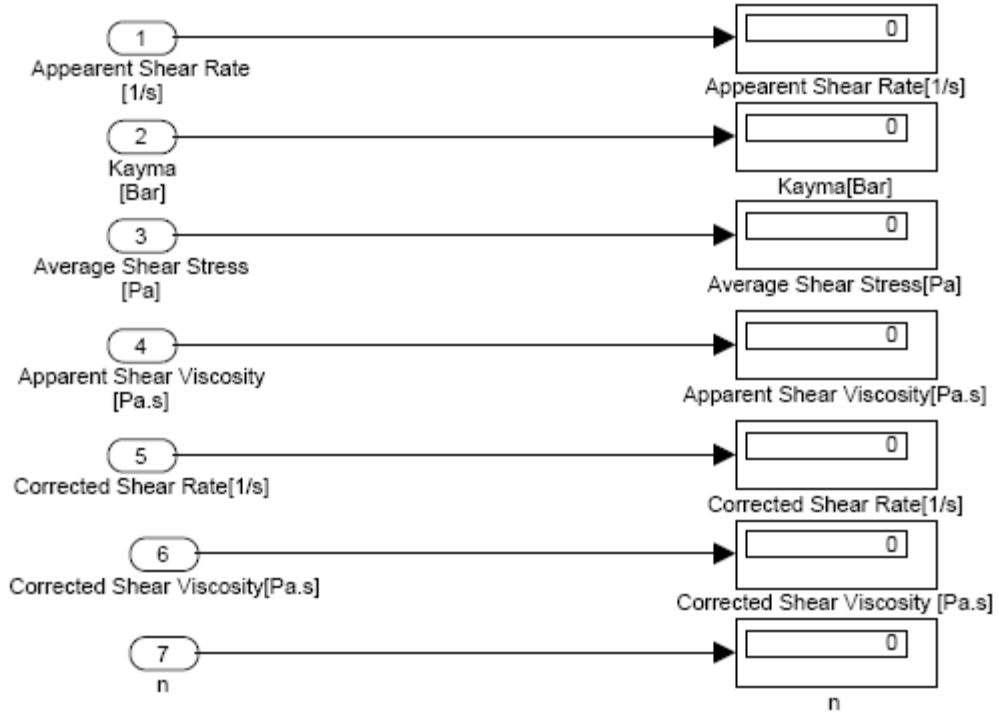 1
0
Appearent Shear Rate
[1/s]
Appearent Shear Rate[1/s]
2
0
Kayma
[Bar]
Kayma[Bar]
3
0
Average Shear Stress
[Pa]
Average Shear Stress[Pa]
4
0
Apparent Shear Viscosity
[Pa.s]
Apparent Shear Viscosity[Pa.s]
5
0
Corrected Shear Rate[1/s]
Corrected Shear Rate[1/s]
6
0
Corrected Shear Viscosity[Pa.s]
Corrected Shear Viscosity [Pa.s]
7
0
n
n